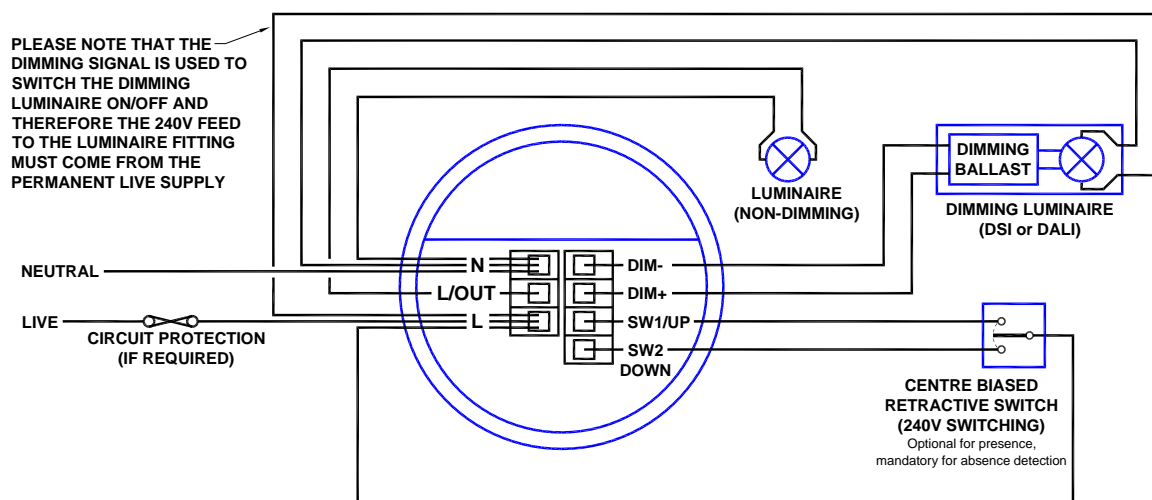 PLEASE NOTE THAT THE
DIMMING SIGNAL IS USED TO
SWITCH THE DIMMING
LUMINAIRE ON/OFF AND
THEREFORE THE 240V FEED
TO THE LUMINAIRE FITTING
MUST COME FROM THE
PERMANENT LIVE SUPPLY
DIMMING
BALLAST
LUMINAIRE
(NON-DIMMING)
DIMMING LUMINAIRE
(DSI or DALI)
NEUTRAL
N
DIM-
L/OUT
DIM+
LIVE
L
SW1/UP
CIRCUIT PROTECTION
(IF REQUIRED)
SW2
DOWN
CENTRE BIASED
RETRACTIVE SWITCH
(240V SWITCHING)
Optional for presence,
mandatory for absence detection